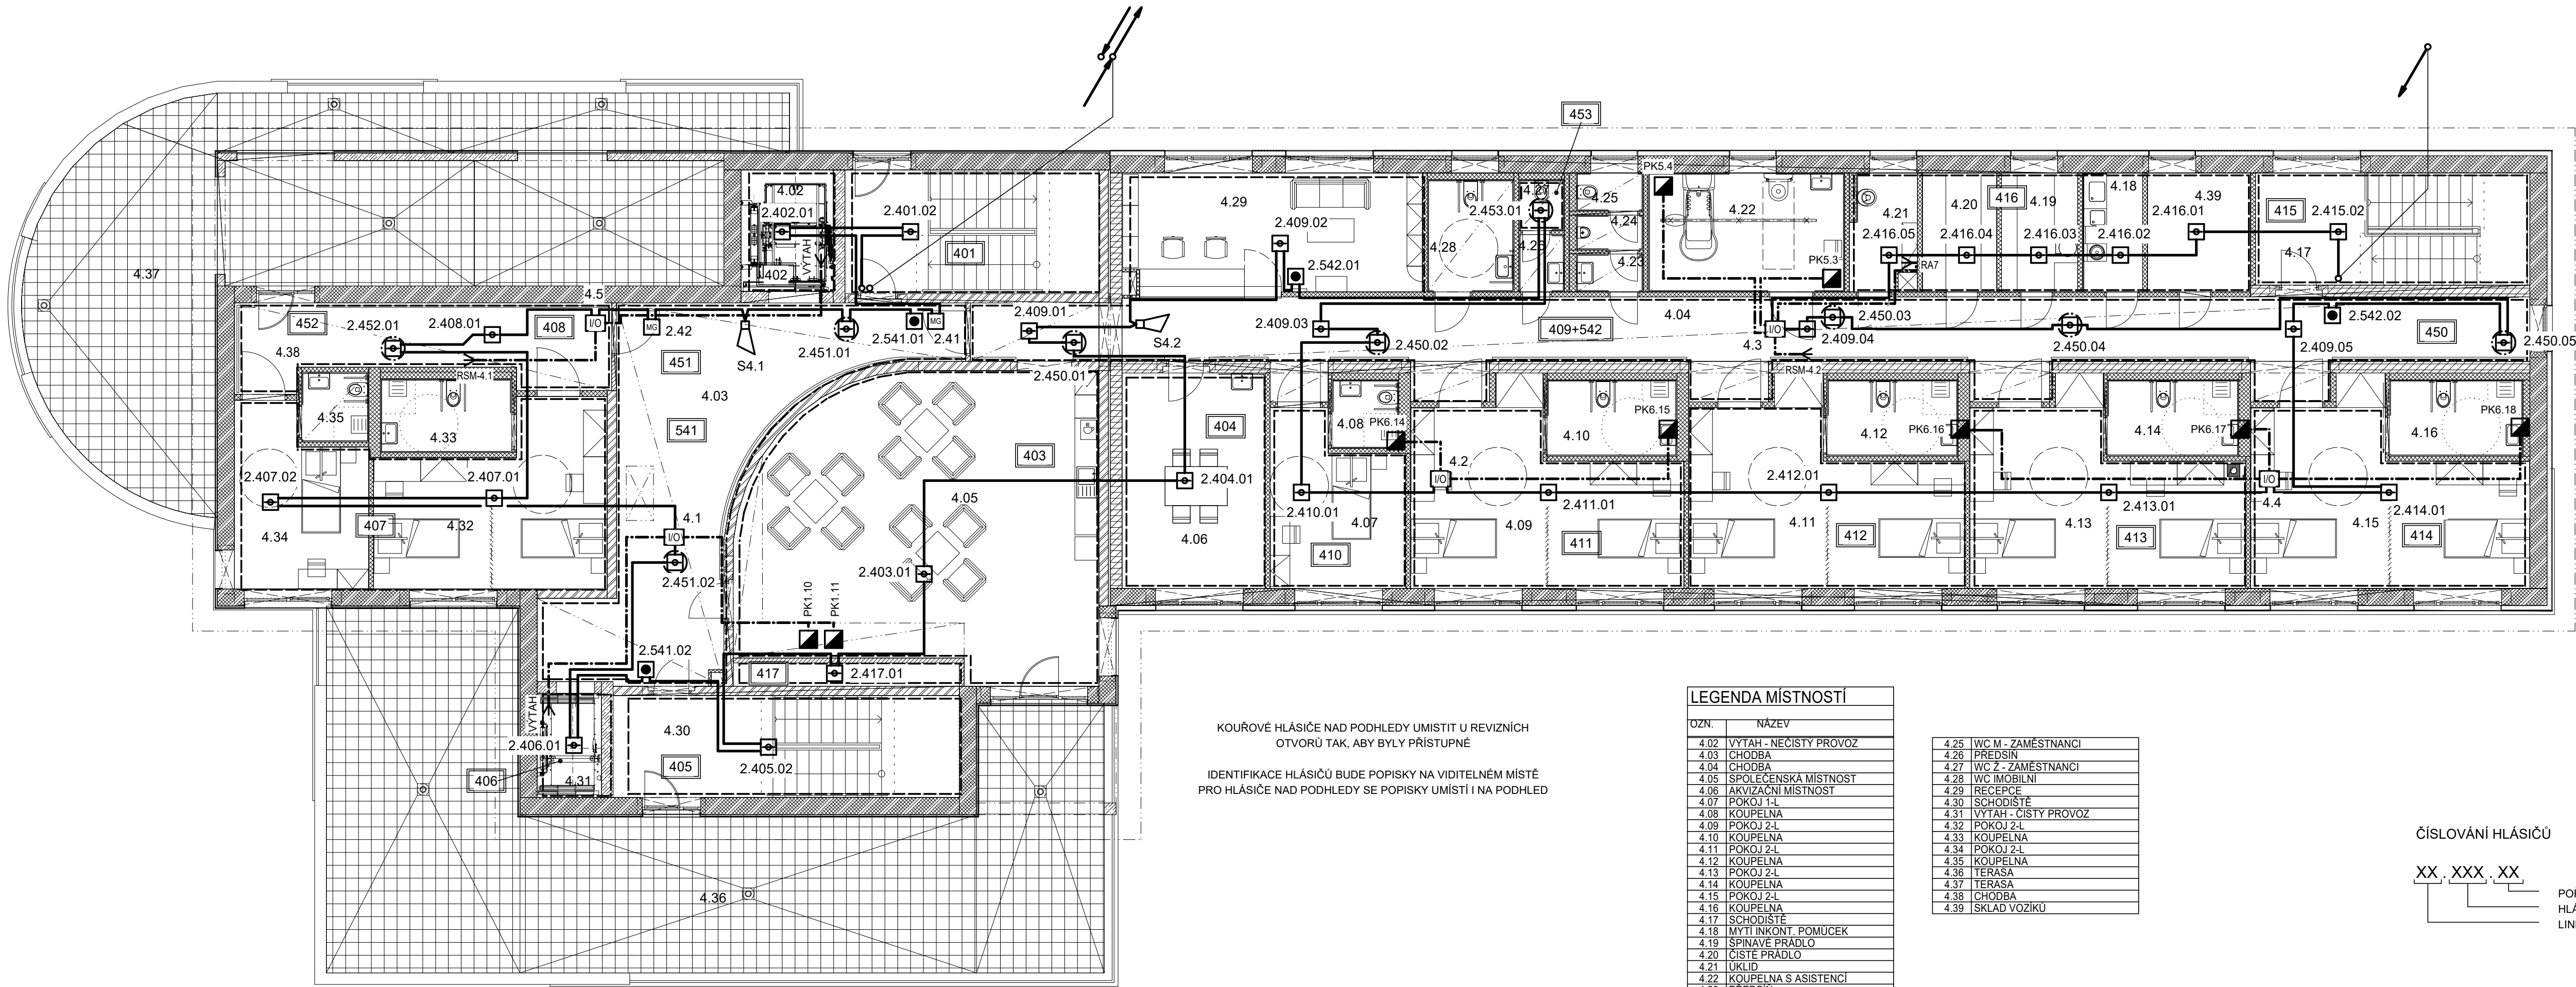 453
PK5.4
4.02
2.402.01
402
VÝTAH
2.401.02
401
4.29
2.409.02
2.542.01
4.28
4.27
2.453.01
4.26
4.25
4.24
4.23
4.22
PK5.3
4.21
2.416.05
RA7
4.20
2.416.04
416
4.19
2.416.03
4.18
2.416.02
4.39
2.416.01
415
2.415.02
4.17
4.37
4.5
452
2.452.01
2.408.01
408
I/O
MG
2.42
S4.1
2.451.01
2.541.01
MG
2.41
2.409.01
2.450.01
S4.2
2.409.03
2.450.02
409+542
4.04
4.3
I/O
2.409.04
2.450.03
2.450.04
2.542.02
2.409.05
450
2.450.05
4.38
RSM-4.1
RSM-4.2
451
4.03
541
4.35
4.33
403
404
4.08
PK6.14
4.10
PK6.15
4.12
PK6.16
4.14
PK6.17
4.16
PK6.18
2.407.02
2.407.01
407
4.32
4.34
4.1
I/O
2.451.02
4.05
2.403.01
2.404.01
4.06
2.410.01
4.07
410
4.2
I/O
4.09
2.411.01
411
2.412.01
4.11
412
4.13
2.413.01
413
I/O
4.4
4.15
2.414.01
414
PK1.10
PK1.11
2.541.02
417
2.417.01
VÝTAH
2.406.01
406
4.31
4.30
405
2.405.02
4.36
KOUŘOVÉ HLÁSIČE NAD PODHLEDY UMISTIT U REVIZNÍCH
OTVORŮ TAK, ABY BYLY PŘÍSTUPNÉ
IDENTIFIKACE HLÁSIČŮ BUDE POPISKY NA VIDITELNÉM MÍSTĚ
PRO HLÁSIČE NAD PODHLEDY SE POPISKY UMÍSTÍ I NA PODHLED
LEGENDA MÍSTNOSTÍ
OZN. NÁZEV
4.02 VÝTAH - NEČISTÝ PROVOZ
4.03 CHODBA
4.04 CHODBA
4.05 SPOLEČENSKÁ MÍSTNOST
4.06 AKVIZAČNÍ MÍSTNOST
4.07 POKOJ 1-L
4.08 KOUPELNA
4.09 POKOJ 2-L
4.10 KOUPELNA
4.11 POKOJ 2-L
4.12 KOUPELNA
4.13 POKOJ 2-L
4.14 KOUPELNA
4.15 POKOJ 2-L
4.16 KOUPELNA
4.17 SCHODIŠTĚ
4.18 MYTÍ INKONT. POMŮCEK
4.19 ŠPINAVÉ PRÁDLO
4.20 ČISTÉ PRÁDLO
4.21 ÚKLID
4.22 KOUPELNA S ASISTENCÍ
4.25 WC M - ZAMĚSTNANCI
4.26 PŘEDSÍŇ
4.27 WC Ž - ZAMĚSTNANCI
4.28 WC IMOBILNÍ
4.29 RECEPCE
4.30 SCHODIŠTĚ
4.31 VÝTAH - ČISTÝ PROVOZ
4.32 POKOJ 2-L
4.33 KOUPELNA
4.34 POKOJ 2-L
4.35 KOUPELNA
4.36 TERASA
4.37 TERASA
4.38 CHODBA
4.39 SKLAD VOZÍKŮ
ČÍSLOVÁNÍ HLÁSIČŮ
XX . XXX . XX